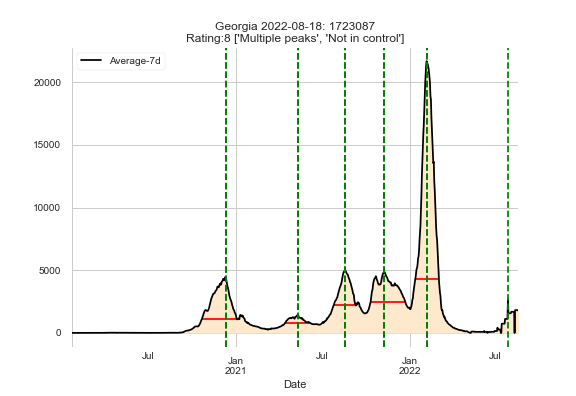 Georgia 2022-08-18: 1723087
Rating:8 ['Multiple peaks', 'Not in control']
Average-7d
20000
15000
10000
5000
0
Jul
Jan
2021
Jul
Jan
2022
Jul
Date